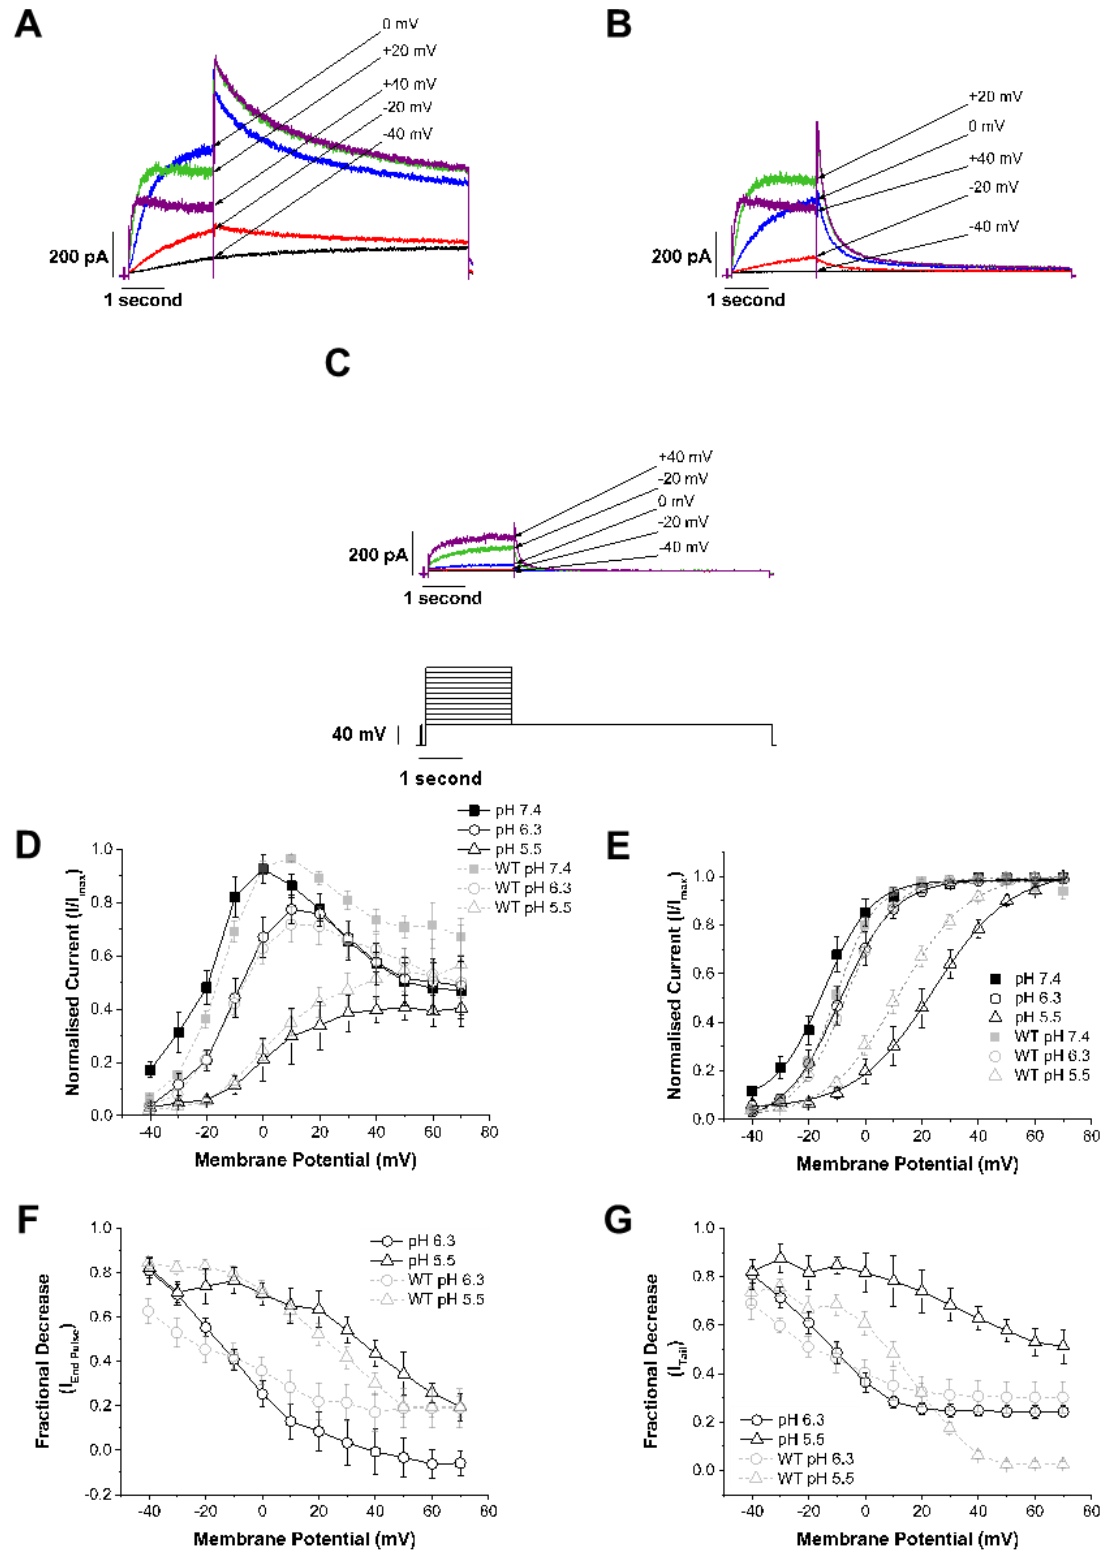 A
0 mV
+20 mV
+40 mV
-20 mV
-40 mV
200 pA
1 second
B
+20 mV
0 mV
+40 mV
-20 mV
-40 mV
200 pA
1 second
C
+40 mV
-20 mV
0 mV
-20 mV
-40 mV
200 pA
1 second
40 mV
1 second
D
pH 7.4
pH 6.3
pH 5.5
WT pH 7.4
WT pH 6.3
WT pH 5.5
Normalised Current (I/Imax)
1.0
0.8
0.6
0.4
0.2
0.0
-40 -20 0 20 40 60 80
Membrane Potential (mV)
E
Normalised Current (I/Imax)
1.0
0.8
0.6
0.4
0.2
0.0
pH 7.4
pH 6.3
pH 5.5
WT pH 7.4
WT pH 6.3
WT pH 5.5
-40 -20 0 20 40 60 80
Membrane Potential (mV)
F
Fractional Decrease
(IEnd Pulse)
1.0
0.8
0.6
0.4
0.2
0.0
-0.2
pH 6.3
pH 5.5
WT pH 6.3
WT pH 5.5
-40 -20 0 20 40 60 80
Membrane Potential (mV)
G
Fractional Decrease
(ITail)
1.0
0.8
0.6
0.4
0.2
0.0
pH 6.3
pH 5.5
WT pH 6.3
WT pH 5.5
-40 -20 0 20 40 60 80
Membrane Potential (mV)